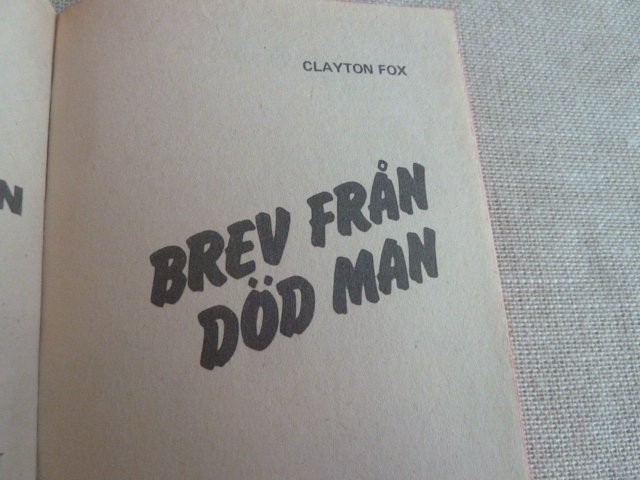 CLAYTON FOX
BREV FRÅN
DÖD MAN
N